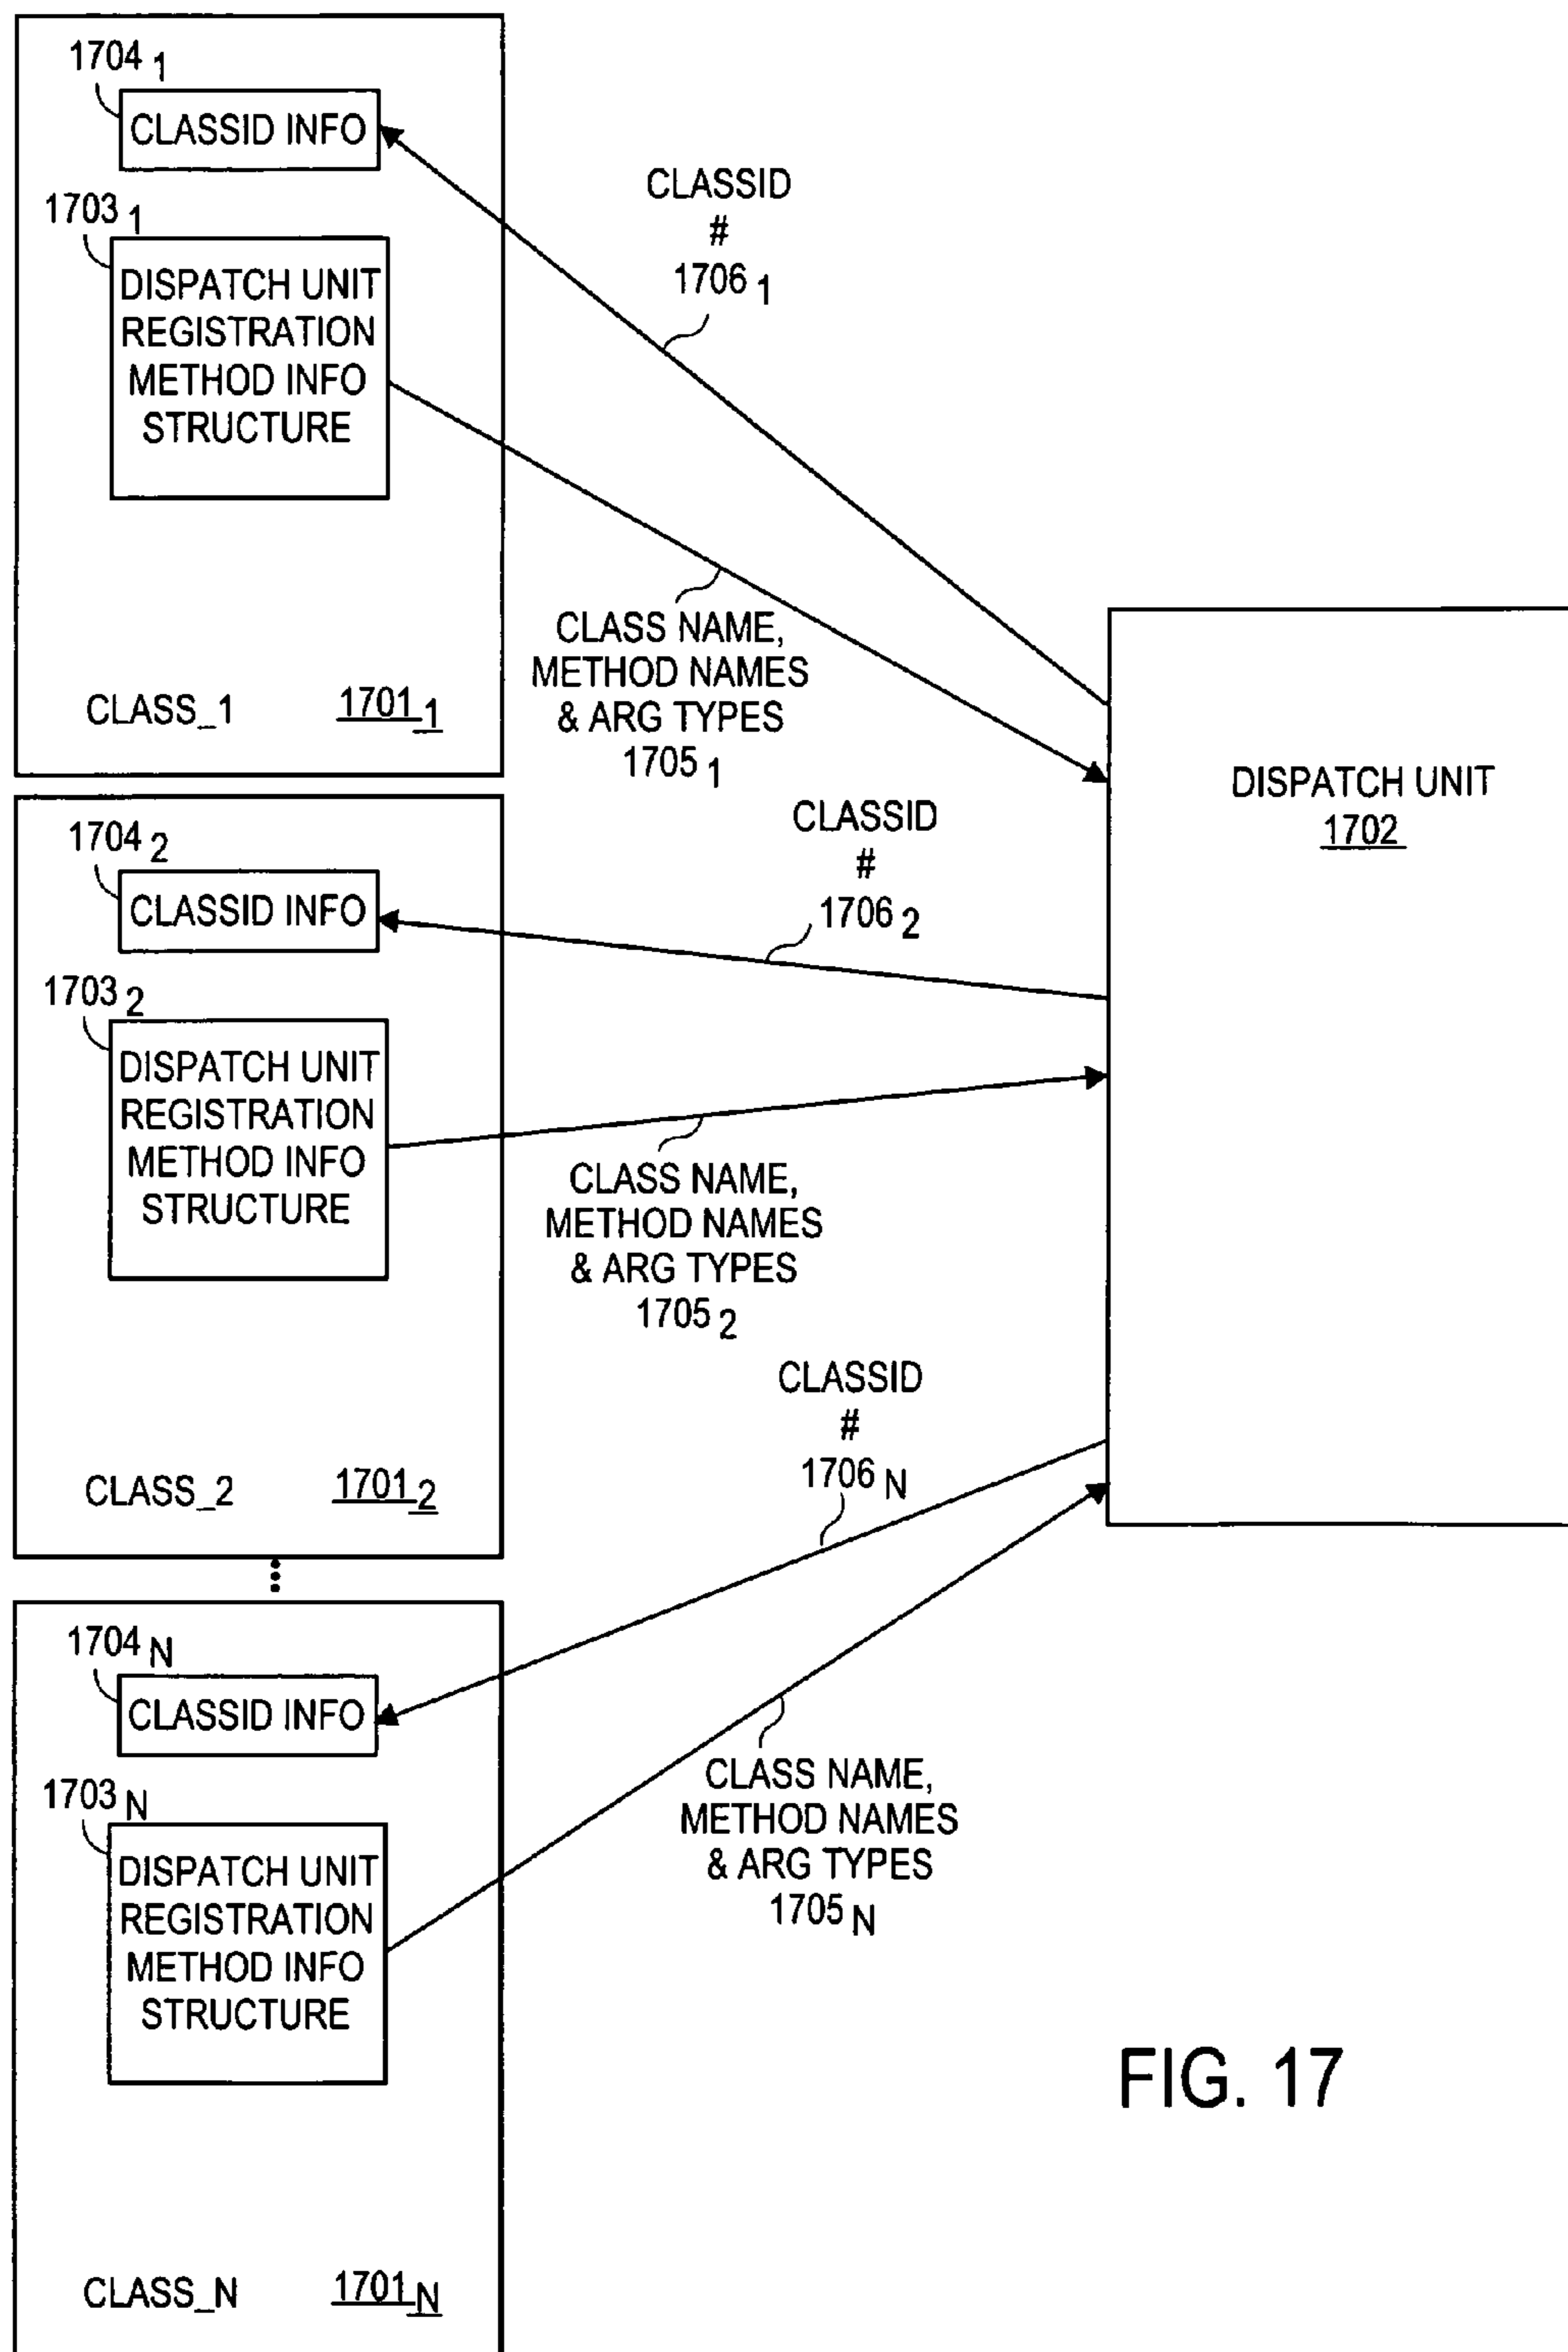 1704 1
CLASSID INFO
1703 1
DISPATCH UNIT
REGISTRATION
METHOD INFO
STRUCTURE
CLASS_1 1701 1
CLASSID
#
1706 1
CLASS NAME,
METHOD NAMES
& ARG TYPES
1705 1
DISPATCH UNIT
1702
1704 2
CLASSID INFO
1703 2
DISPATCH UNIT
REGISTRATION
METHOD INFO
STRUCTURE
CLASS_2 1701 2
CLASSID
#
1706 2
CLASS NAME,
METHOD NAMES
& ARG TYPES
1705 2
1704 N
CLASSID INFO
1703 N
DISPATCH UNIT
REGISTRATION
METHOD INFO
STRUCTURE
CLASS_N 1701 N
CLASSID
#
1706 N
CLASS NAME,
METHOD NAMES
& ARG TYPES
1705 N
FIG. 17